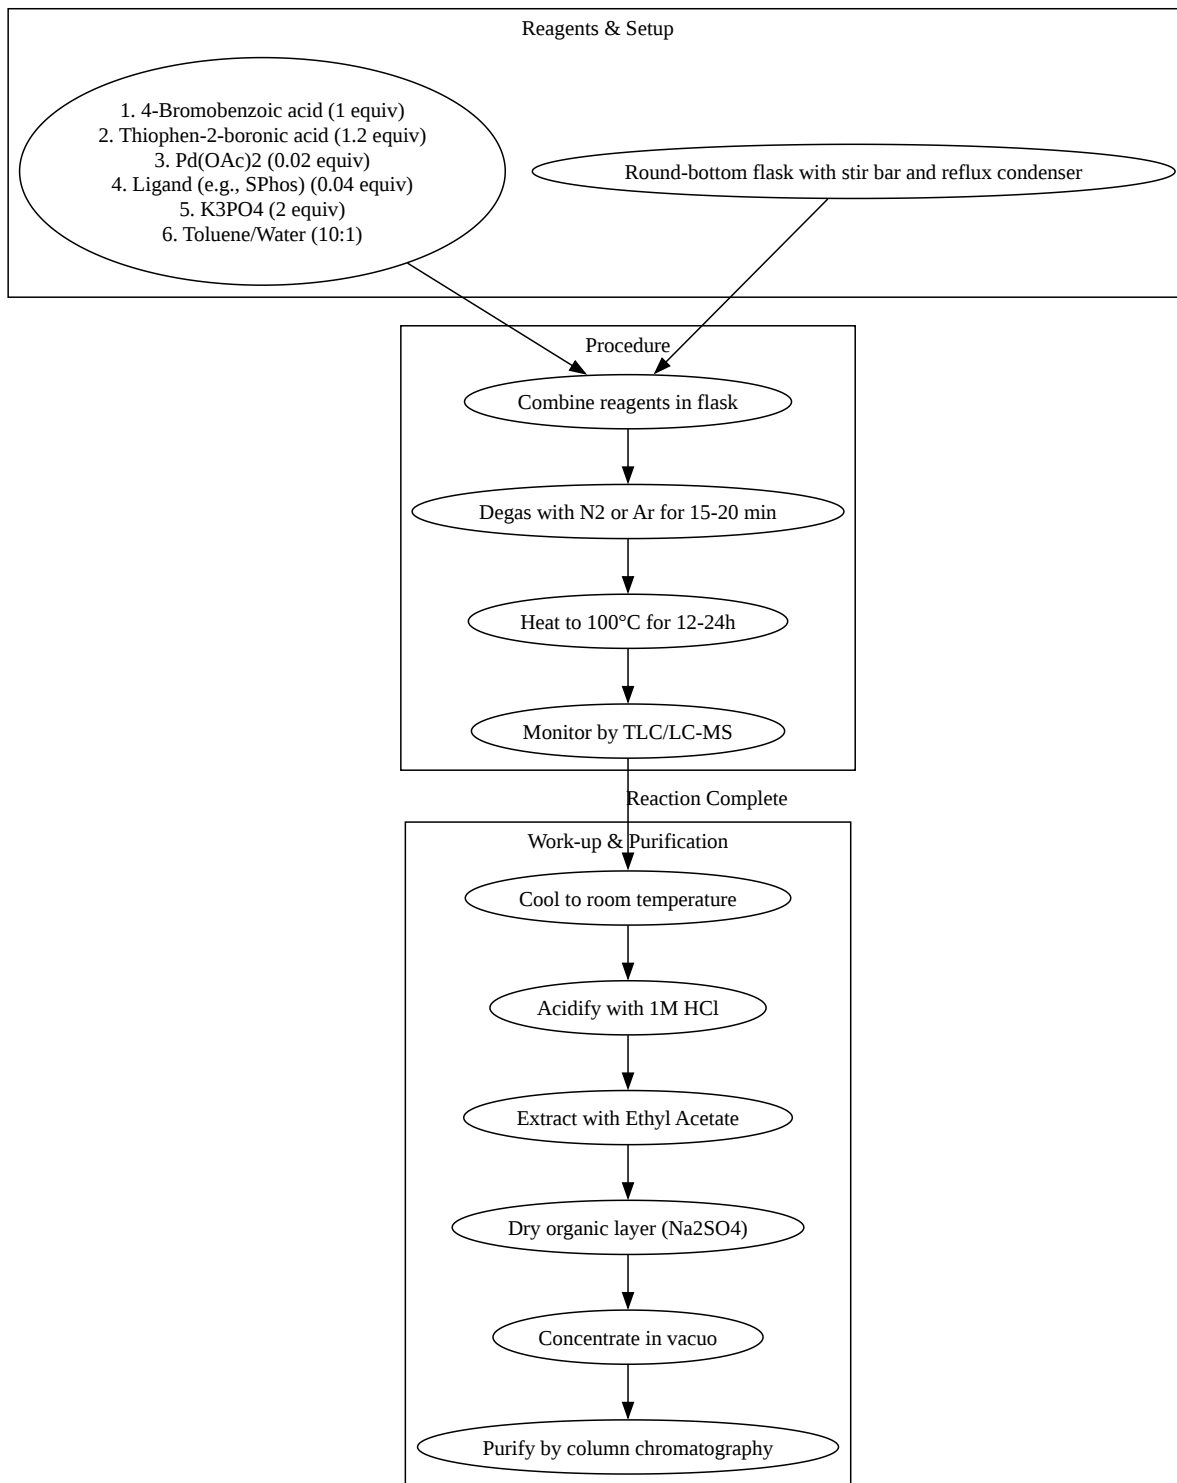 Reagents & Setup
1. 4-Bromobenzoic acid (1 equiv)
2. Thiophen-2-boronic acid (1.2 equiv)
3. Pd(OAc)2 (0.02 equiv)
4. Ligand (e.g., SPhos) (0.04 equiv)
5. K3PO4 (2 equiv)
6. Toluene/Water (10:1)
Round-bottom flask with stir bar and reflux condenser
Procedure
Combine reagents in flask
Degas with N2 or Ar for 15-20 min
Heat to 100°C for 12-24h
Monitor by TLC/LC-MS
Reaction Complete
Work-up & Purification
Cool to room temperature
Acidify with 1M HCl
Extract with Ethyl Acetate
Dry organic layer (Na2SO4)
Concentrate in vacuo
Purify by column chromatography